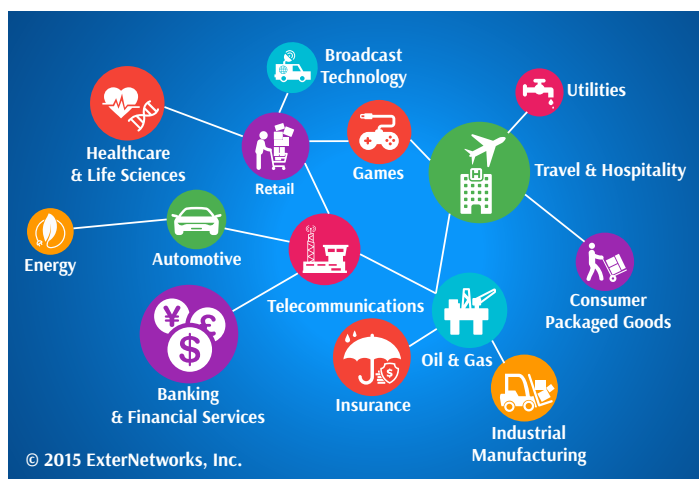 Broadcast
Technology
Utilities
Healthcare
& Life Sciences
Retail
Games
Travel & Hospitality
H
Energy
Automotive
Telecommunications
Consumer
Packaged Goods
¥
£
$
Banking
& Financial Services
$
Insurance
Oil & Gas
Industrial
Manufacturing
© 2015 ExterNetworks, Inc.